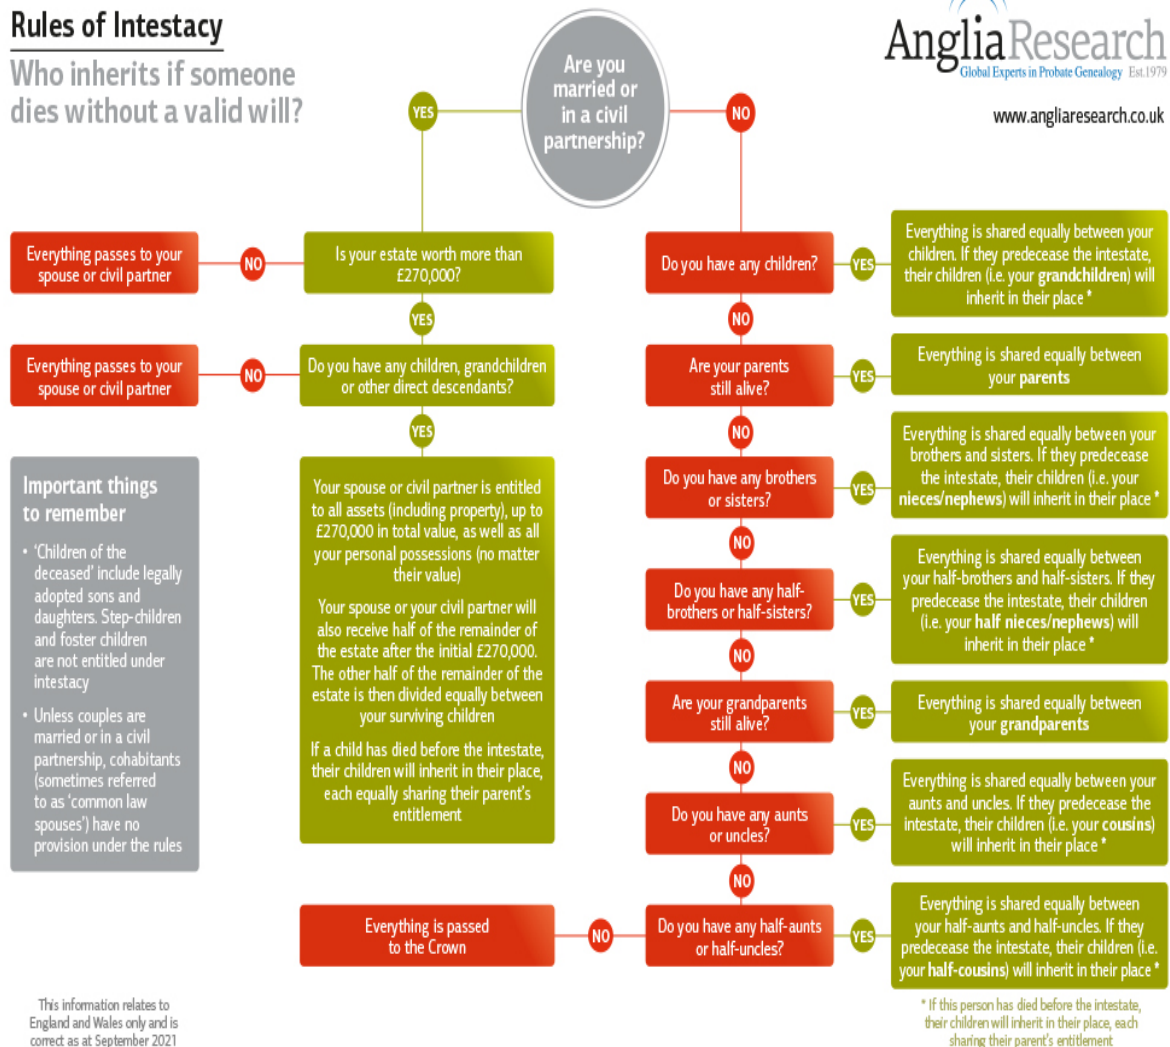 Rules of Intestacy
Who inherits if someone
dies without a valid will?
Are you
married or
in a civil
partnership?
AngliaResearch
Global Experts in Probate Genealogy Est.1979
www.angliaresearch.co.uk
YES
NO
Everything passes to your
spouse or civil partner
NO
Is your estate worth more than
£270,000?
YES
Everything passes to your
spouse or civil partner
NO
Do you have any children, grandchildren
or other direct descendants?
YES
Your spouse or civil partner is entitled
to all assets (including property), up to
£270,000 in total value, as well as all
your personal possessions (no matter
their value)
Your spouse or your civil partner will
also receive half of the remainder of
the estate after the initial £270,000.
The other half of the remainder of the
estate is then divided equally between
your surviving children
If a child has died before the intestate,
their children will inherit in their place,
each equally sharing their parent's
entitlement
Important things
to remember
• 'Children of the
deceased' include legally
adopted sons and
daughters. Step-children
and foster children
are not entitled under
intestacy
• Unless couples are
married or in a civil
partnership, cohabitants
(sometimes referred
to as 'common law
spouses') have no
provision under the rules
Do you have any children?
YES
Everything is shared equally between your
children. If they predecease the intestate,
their children (i.e. your grandchildren) will
inherit in their place *
NO
Are your parents
still alive?
YES
Everything is shared equally between
your parents
NO
Do you have any brothers
or sisters?
YES
Everything is shared equally between your
brothers and sisters. If they predecease
the intestate, their children (i.e. your
nieces/nephews) will inherit in their place *
NO
Do you have any half-
brothers or half-sisters?
YES
Everything is shared equally between
your half-brothers and half-sisters. If they
predecease the intestate, their children
(i.e. your half nieces/nephews) will
inherit in their place *
NO
Are your grandparents
still alive?
YES
Everything is shared equally between
your grandparents
NO
Do you have any aunts
or uncles?
YES
Everything is shared equally between your
aunts and uncles. If they predecease the
intestate, their children (i.e. your cousins)
will inherit in their place *
NO
Do you have any half-aunts
or half-uncles?
YES
Everything is shared equally between
your half-aunts and half-uncles. If they
predecease the intestate, their children (i.e.
your half-cousins) will inherit in their place *
NO
Everything is passed
to the Crown
This information relates to
England and Wales only and is
correct as at September 2021
* If this person has died before the intestate,
their children will inherit in their place, each
sharing their parent's entitlement